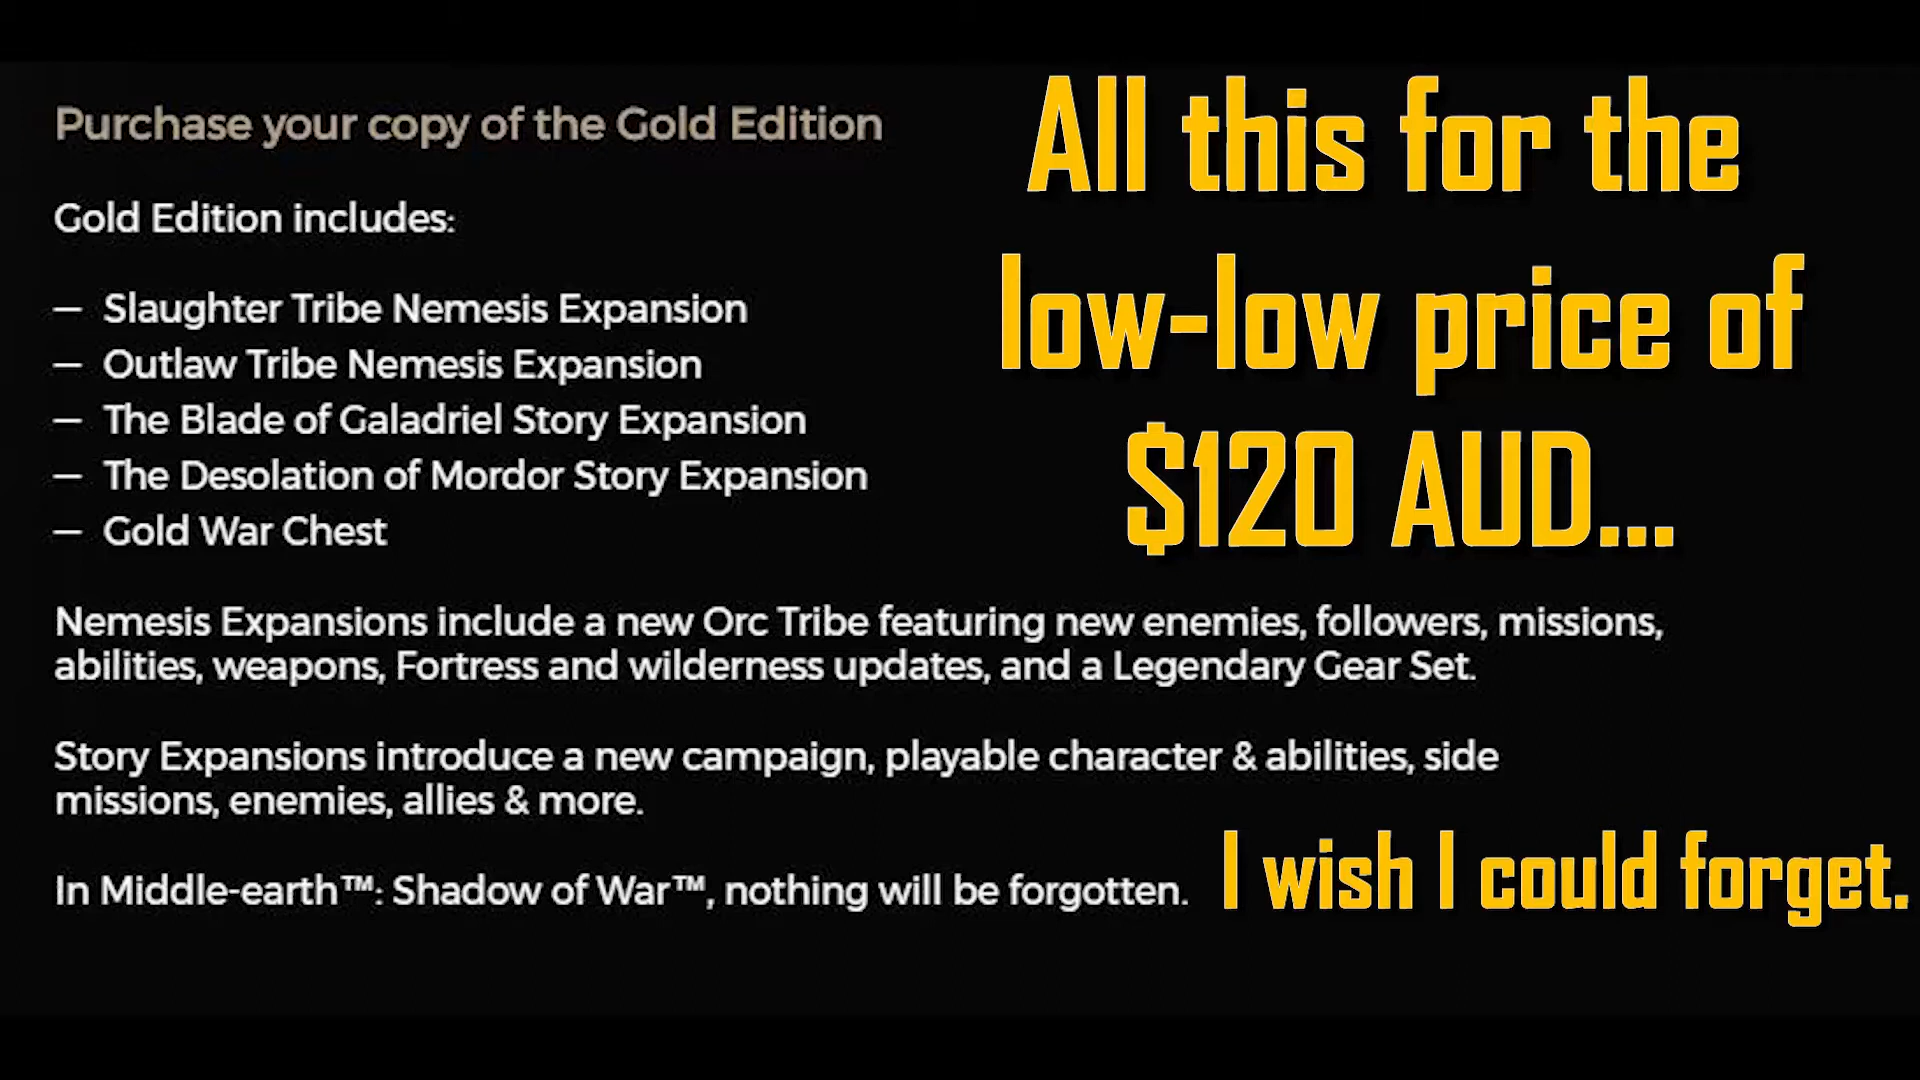 Purchase your copy of the Gold Edition
Gold Edition includes:
— Slaughter Tribe Nemesis Expansion
— Outlaw Tribe Nemesis Expansion
— The Blade of Galadriel Story Expansion
— The Desolation of Mordor Story Expansion
— Gold War Chest
All this for the
low-low price of
$120 AUD...
Nemesis Expansions include a new Orc Tribe featuring new enemies, followers, missions,
abilities, weapons, Fortress and wilderness updates, and a Legendary Gear Set.
Story Expansions introduce a new campaign, playable character & abilities, side
missions, enemies, allies & more.
In Middle-earth™: Shadow of War™, nothing will be forgotten.
I wish I could forget.